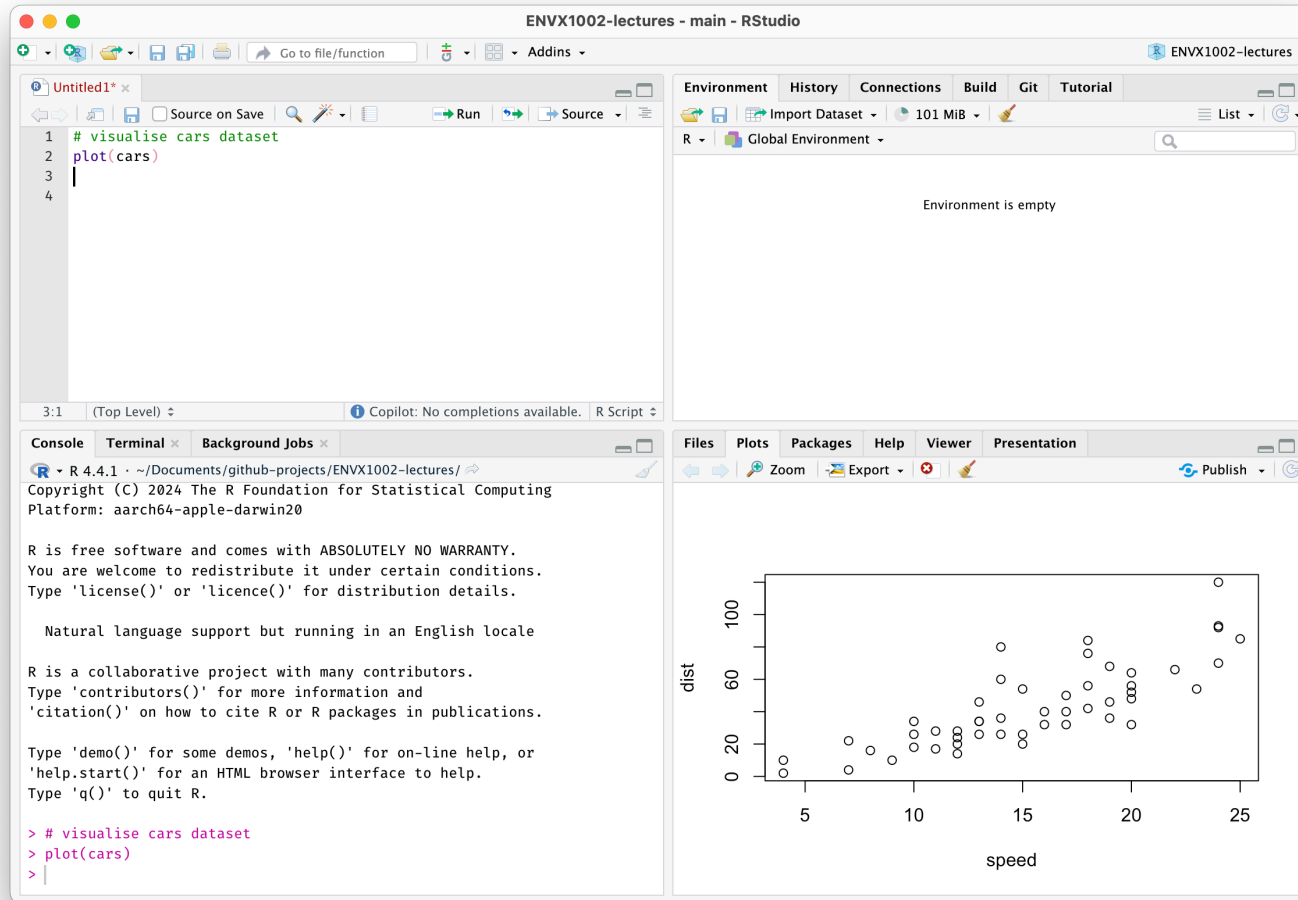 ENVX1002-lectures - main - RStudio
Go to file/function
Addins
ENVX1002-lectures
Untitled1*
Source on Save
Run
Source
1 # visualise cars dataset
2 plot(cars)
3
4
3:1 (Top Level) Copilot: No completions available. R Script
Environment History Connections Build Git Tutorial
Import Dataset 101 MiB List
R Global Environment
Environment is empty
Console Terminal Background Jobs
R 4.4.1 · ~/Documents/github-projects/ENVX1002-lectures/
Copyright (C) 2024 The R Foundation for Statistical Computing
Platform: aarch64-apple-darwin20
R is free software and comes with ABSOLUTELY NO WARRANTY.
You are welcome to redistribute it under certain conditions.
Type 'license()' or 'licence()' for distribution details.
Natural language support but running in an English locale
R is a collaborative project with many contributors.
Type 'contributors()' for more information and
'citation()' on how to cite R or R packages in publications.
Type 'demo()' for some demos, 'help()' for on-line help, or
'help.start()' for an HTML browser interface to help.
Type 'q()' to quit R.
> # visualise cars dataset
> plot(cars)
>
Files Plots Packages Help Viewer Presentation
Zoom Export Publish
dist
100
60
20
0
5 10 15 20 25
speed